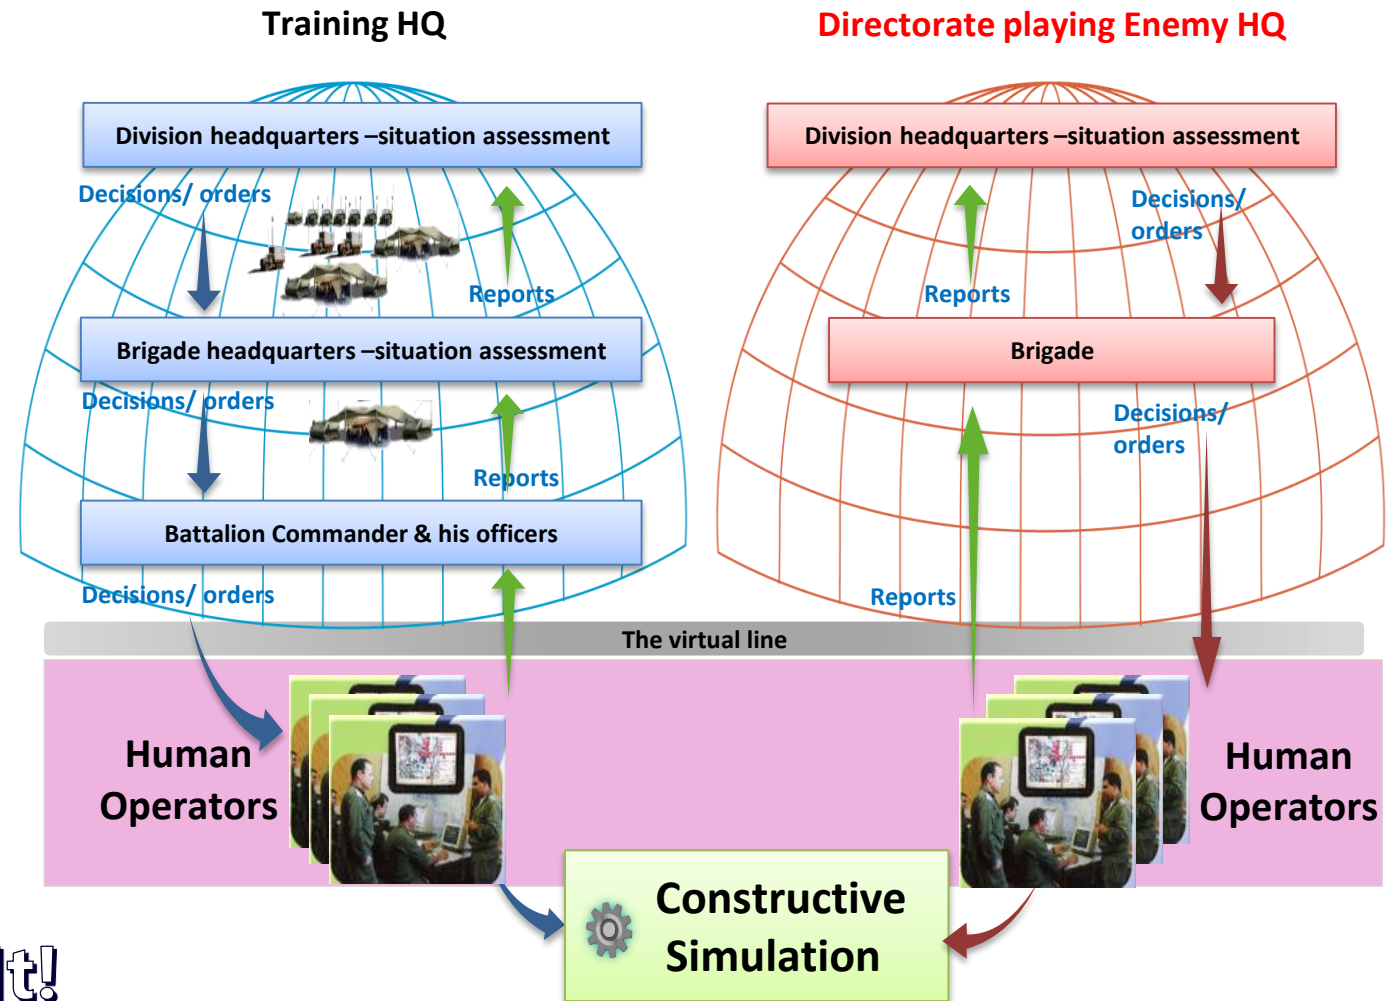 Training HQ
Directorate playing Enemy HQ
Division headquarters –situation assessment
Division headquarters –situation assessment
Decisions/ orders
Decisions/
orders
Reports
Reports
Brigade headquarters –situation assessment
Brigade
Decisions/ orders
Decisions/
orders
Reports
Battalion Commander & his officers
Decisions/ orders
Reports
The virtual line
Human
Operators
Human
Operators
Constructive
Simulation
It!